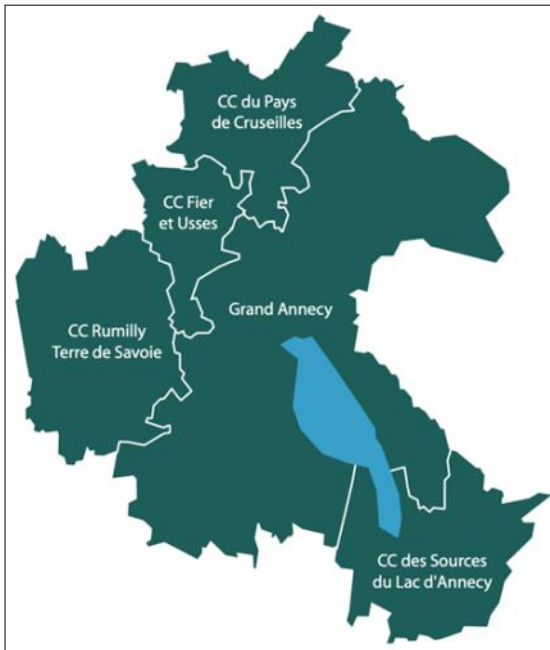 CC du Pays
de Cruseilles
CC Fier
et Usses
Grand Annecy
CC Rumilly
Terre de Savoie
CC des Sources
du Lac d'Annecy